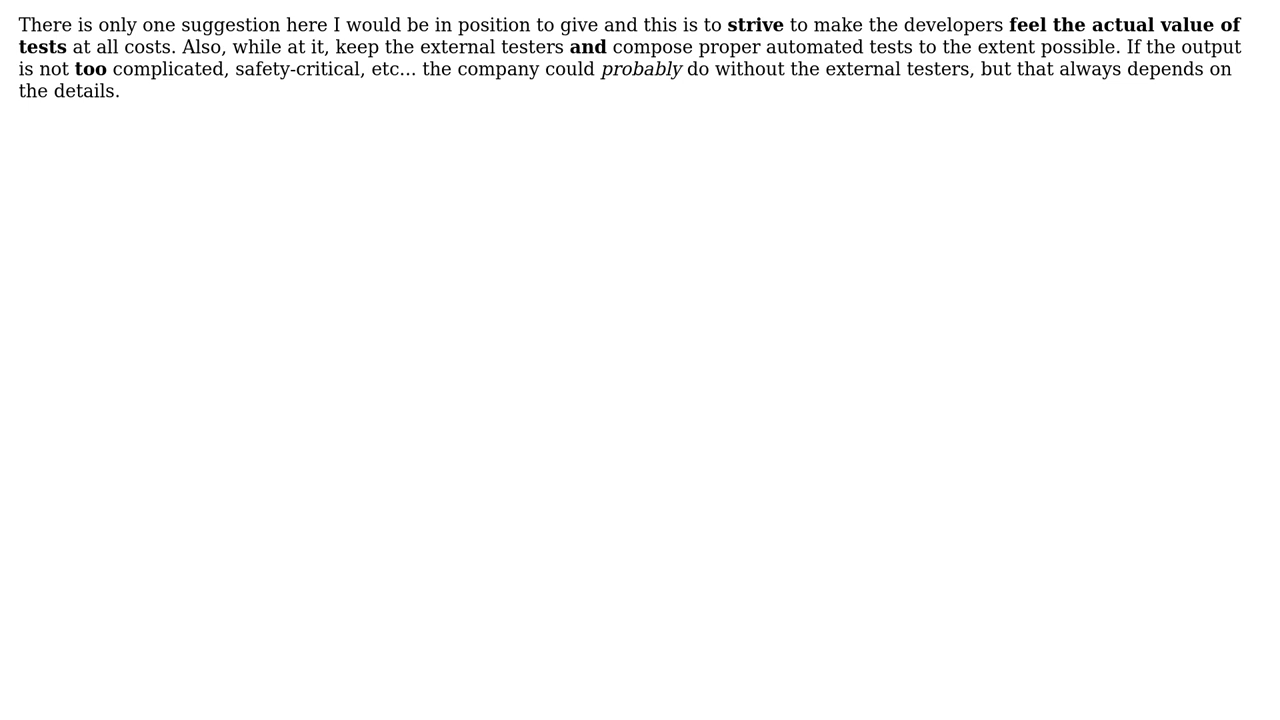 There is only one suggestion here I would be in position to give and this is to strive to make the developers feel the actual value of
tests at all costs. Also, while at it, keep the external testers and compose proper automated tests to the extent possible. If the output
is not too complicated, safety-critical, etc... the company could probably do without the external testers, but that always depends on
the details.